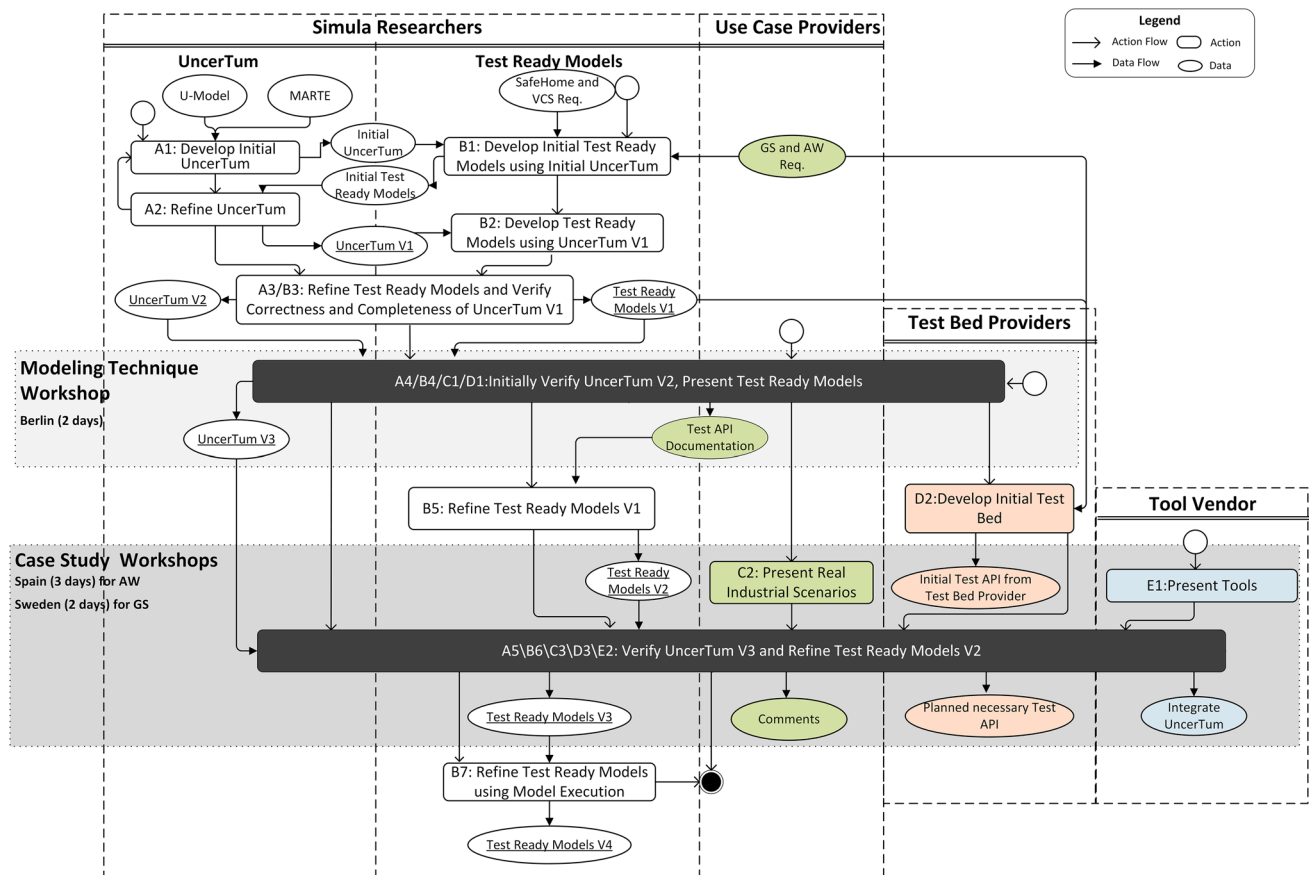 Simula Researchers
Use Case Providers
Legend
Action Flow
Action
Data Flow
Data
UncerTum
Test Ready Models
U-Model
MARTE
SafeHome and
VCS Req.
A1: Develop Initial
UncerTum
Initial
UncerTum
B1: Develop Initial Test Ready
Models using Initial UncerTum
GS and AW
Req.
Initial Test
Ready Models
A2: Refine UncerTum
B2: Develop Test Ready
Models using UncerTum V1
UncerTum V1
A3/B3: Refine Test Ready Models and Verify
Correctness and Completeness of UncerTum V1
UncerTum V2
Test Ready
Models V1
Test Bed Providers
Modeling Technique
Workshop
Berlin (2 days)
A4/B4/C1/D1:Initially Verify UncerTum V2, Present Test Ready Models
UncerTum V3
Test API
Documentation
B5: Refine Test Ready Models V1
D2:Develop Initial Test
Bed
Tool Vendor
Case Study Workshops
Spain (3 days) for AW
Sweden (2 days) for GS
Test Ready
Models V2
C2: Present Real
Industrial Scenarios
Initial Test API from
Test Bed Provider
E1:Present Tools
A5\B6\C3\D3\E2: Verify UncerTum V3 and Refine Test Ready Models V2
Test Ready Models V3
Comments
Planned necessary Test
API
Integrate
UncerTum
B7: Refine Test Ready Models
using Model Execution
Test Ready Models V4